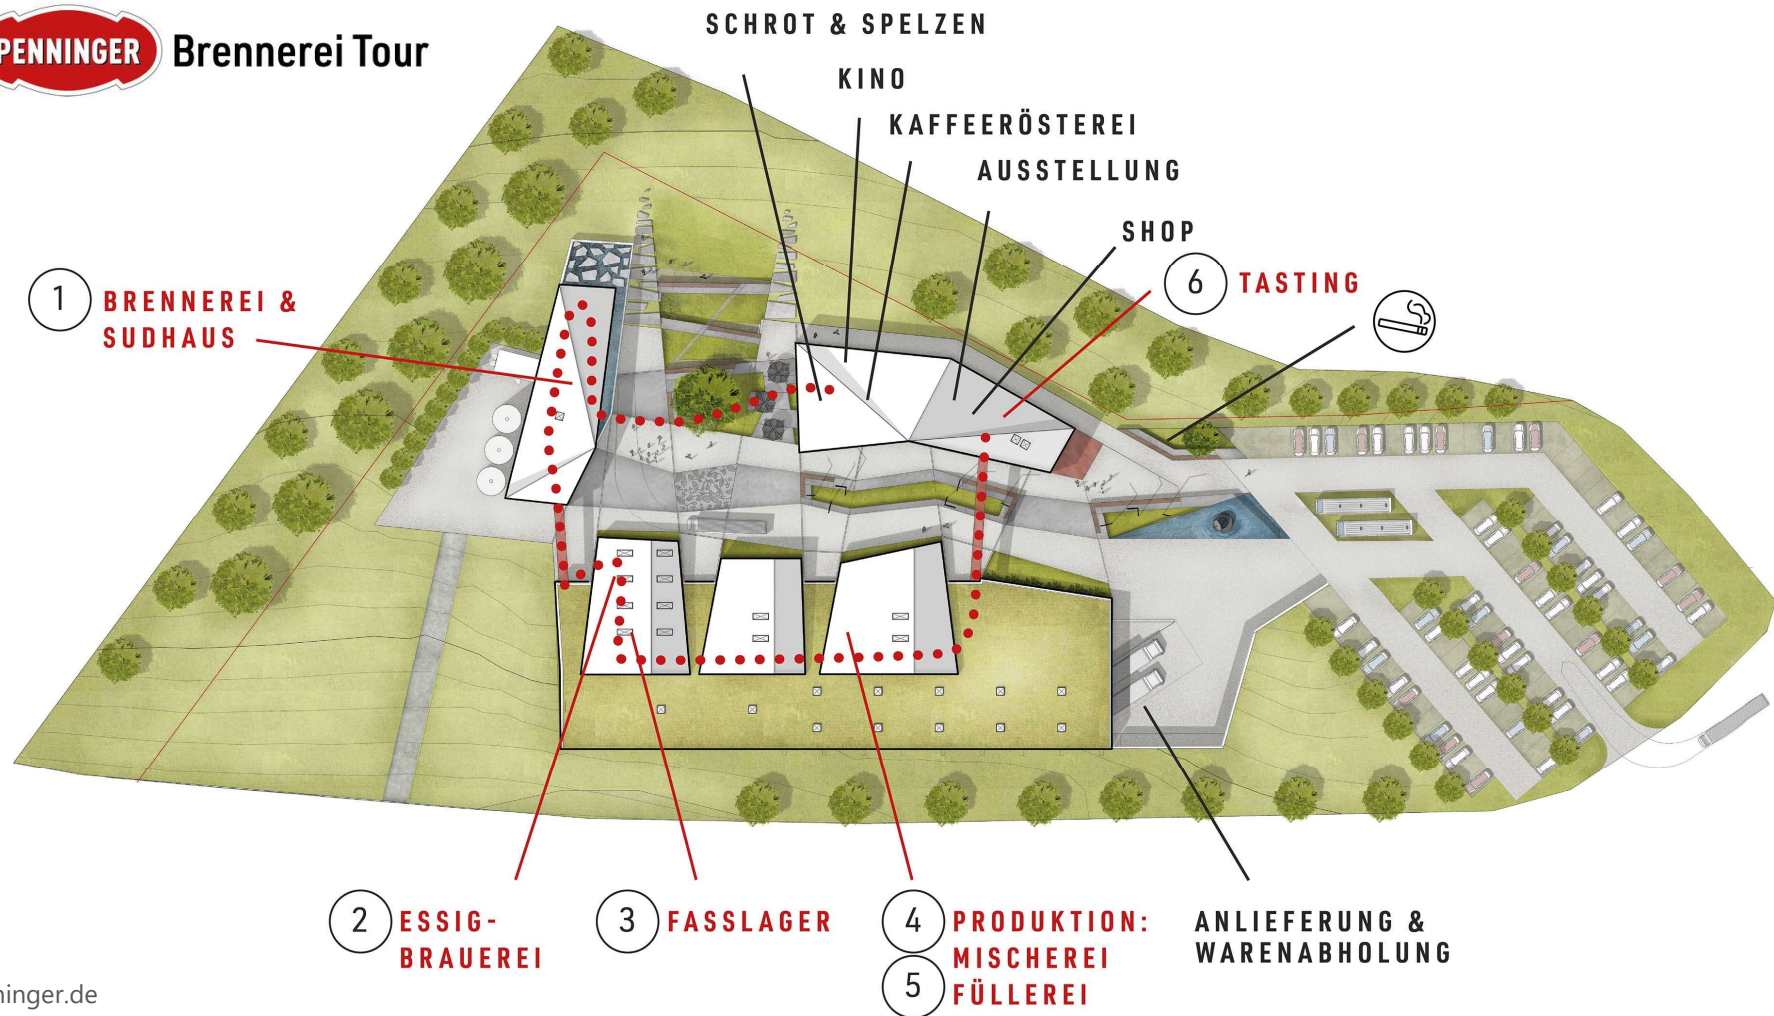 PENNINGER
Brennerei Tour
SCHROT & SPELZEN
KINO
KAFFEERÖSTEREI
AUSSTELLUNG
SHOP
6 TASTING
1 BRENNEREI &
SUDHAUS
2 ESSIG-
BRAUEREI
3 FASSLAGER
4 PRODUKTION:
MISCHEREI
5 FÜLLEREI
ANLIEFERUNG &
WARENABHOLUNG
ninger.de